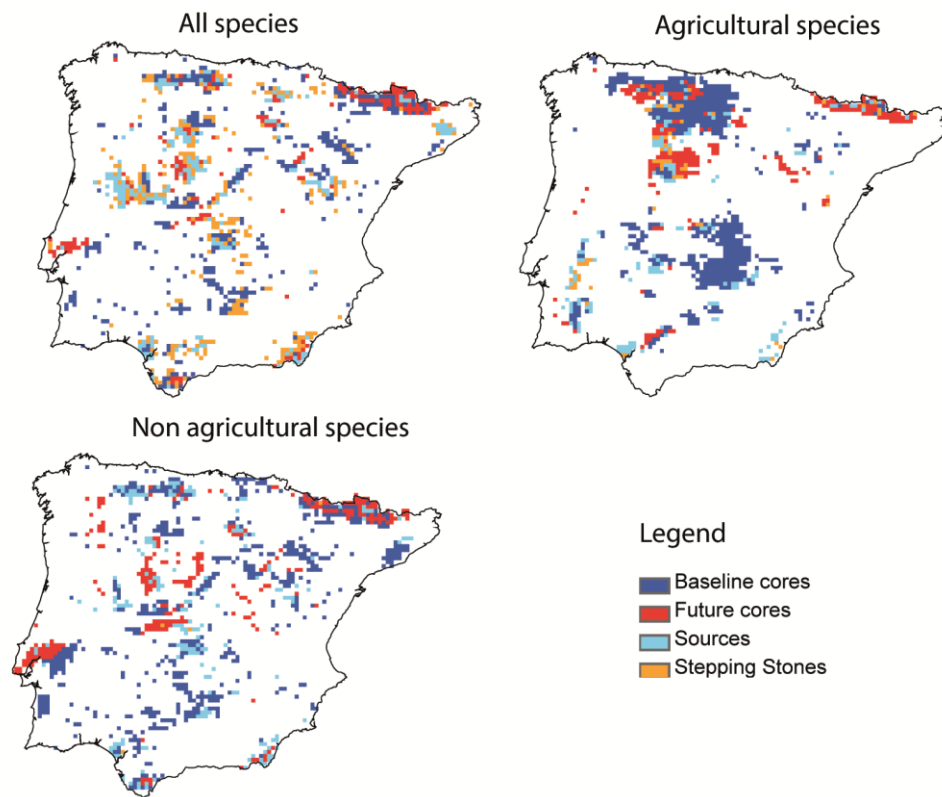 All species
Agricultural species
Non agricultural species
Legend
Baseline cores
Future cores
Sources
Stepping Stones